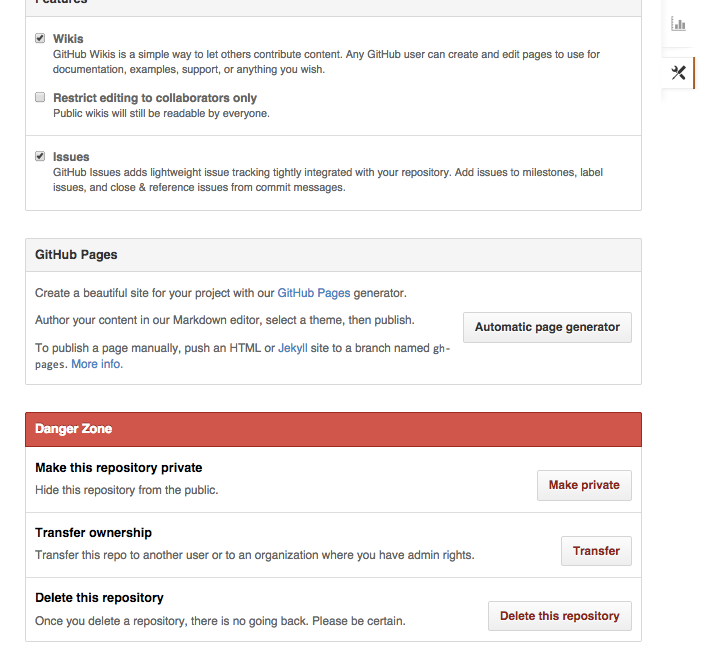 Features
Wikis
GitHub Wikis is a simple way to let others contribute content. Any GitHub user can create and edit pages to use for
documentation, examples, support, or anything you wish.
Restrict editing to collaborators only
Public wikis will still be readable by everyone.
Issues
GitHub Issues adds lightweight issue tracking tightly integrated with your repository. Add issues to milestones, label
issues, and close & reference issues from commit messages.
GitHub Pages
Create a beautiful site for your project with our GitHub Pages generator.
Author your content in our Markdown editor, select a theme, then publish.
To publish a page manually, push an HTML or Jekyll site to a branch named gh-
pages. More info.
Automatic page generator
Danger Zone
Make this repository private
Hide this repository from the public.
Make private
Transfer ownership
Transfer this repo to another user or to an organization where you have admin rights.
Transfer
Delete this repository
Once you delete a repository, there is no going back. Please be certain.
Delete this repository